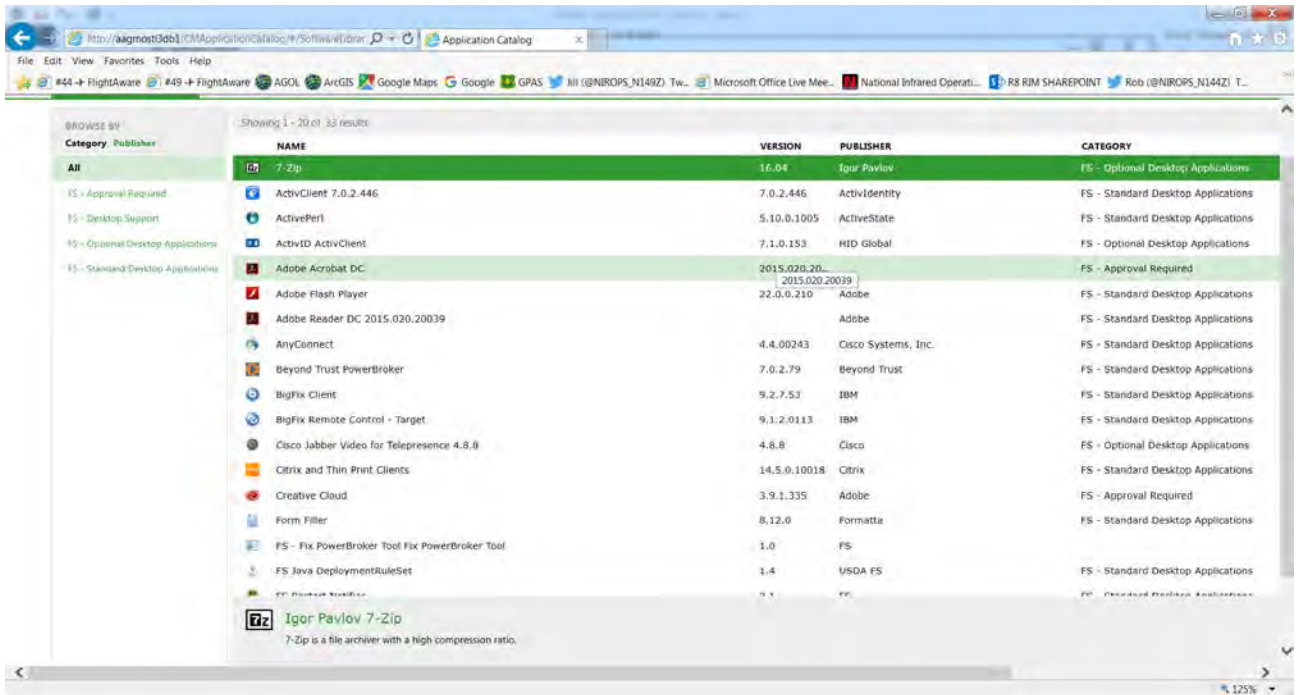 http://aagmosti3db1/CMApplicationCatalog/#/SoftwareLibrar
Application Catalog
File Edit View Favorites Tools Help
#44 → FlightAware #49 → FlightAware AGOL ArcGIS Google Maps Google GPAS Jill (@NIROPS_N149Z) Tw... Microsoft Office Live Mee... National Infrared Operati... R8 RIM SHAREPOINT Rob (@NIROPS_N144Z) T...
BROWSE BY
Category Publisher
All
FS - Approval Required
FS - Desktop Support
FS - Optional Desktop Applications
FS - Standard Desktop Applications
Showing 1 - 20 of 33 results
NAME VERSION PUBLISHER CATEGORY
7-Zip 16.04 Igor Pavlov FS - Optional Desktop Applications
ActivClient 7.0.2.446 7.0.2.446 ActivIdentity FS - Standard Desktop Applications
ActivePerl 5.10.0.1005 ActiveState FS - Standard Desktop Applications
ActivID ActivClient 7.1.0.153 HID Global FS - Optional Desktop Applications
Adobe Acrobat DC 2015.020.20... FS - Approval Required
2015.020.20039
Adobe Flash Player 22.0.0.210 Adobe FS - Standard Desktop Applications
Adobe Reader DC 2015.020.20039 Adobe FS - Standard Desktop Applications
AnyConnect 4.4.00243 Cisco Systems, Inc. FS - Standard Desktop Applications
Beyond Trust PowerBroker 7.0.2.79 Beyond Trust FS - Standard Desktop Applications
BigFix Client 9.2.7.53 IBM FS - Standard Desktop Applications
BigFix Remote Control - Target 9.1.2.0113 IBM FS - Standard Desktop Applications
Cisco Jabber Video for Telepresence 4.8.8 4.8.8 Cisco FS - Optional Desktop Applications
Citrix and Thin Print Clients 14.5.0.10018 Citrix FS - Standard Desktop Applications
Creative Cloud 3.9.1.335 Adobe FS - Approval Required
Form Filler 8.12.0 Formatta FS - Standard Desktop Applications
FS - Fix PowerBroker Tool Fix PowerBroker Tool 1.0 FS
FS Java DeploymentRuleSet 1.4 USDA FS FS - Standard Desktop Applications
7z Igor Pavlov 7-Zip
7-Zip is a file archiver with a high compression ratio.
125%